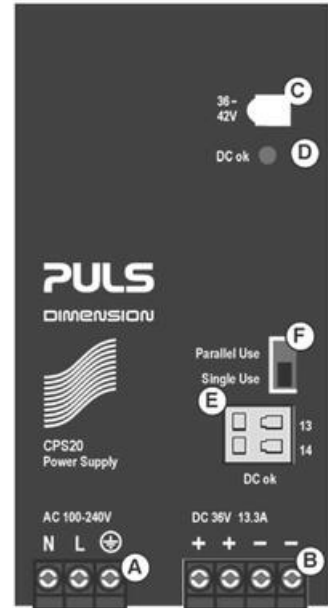 C
36-
42V
DC ok
D
PULS
DIMENSION
F
Parallel Use
Single Use
E
13
14
CPS20
Power Supply
DC ok
AC 100-240V
DC 36V 13.3A
N L
+ + - -
A
B